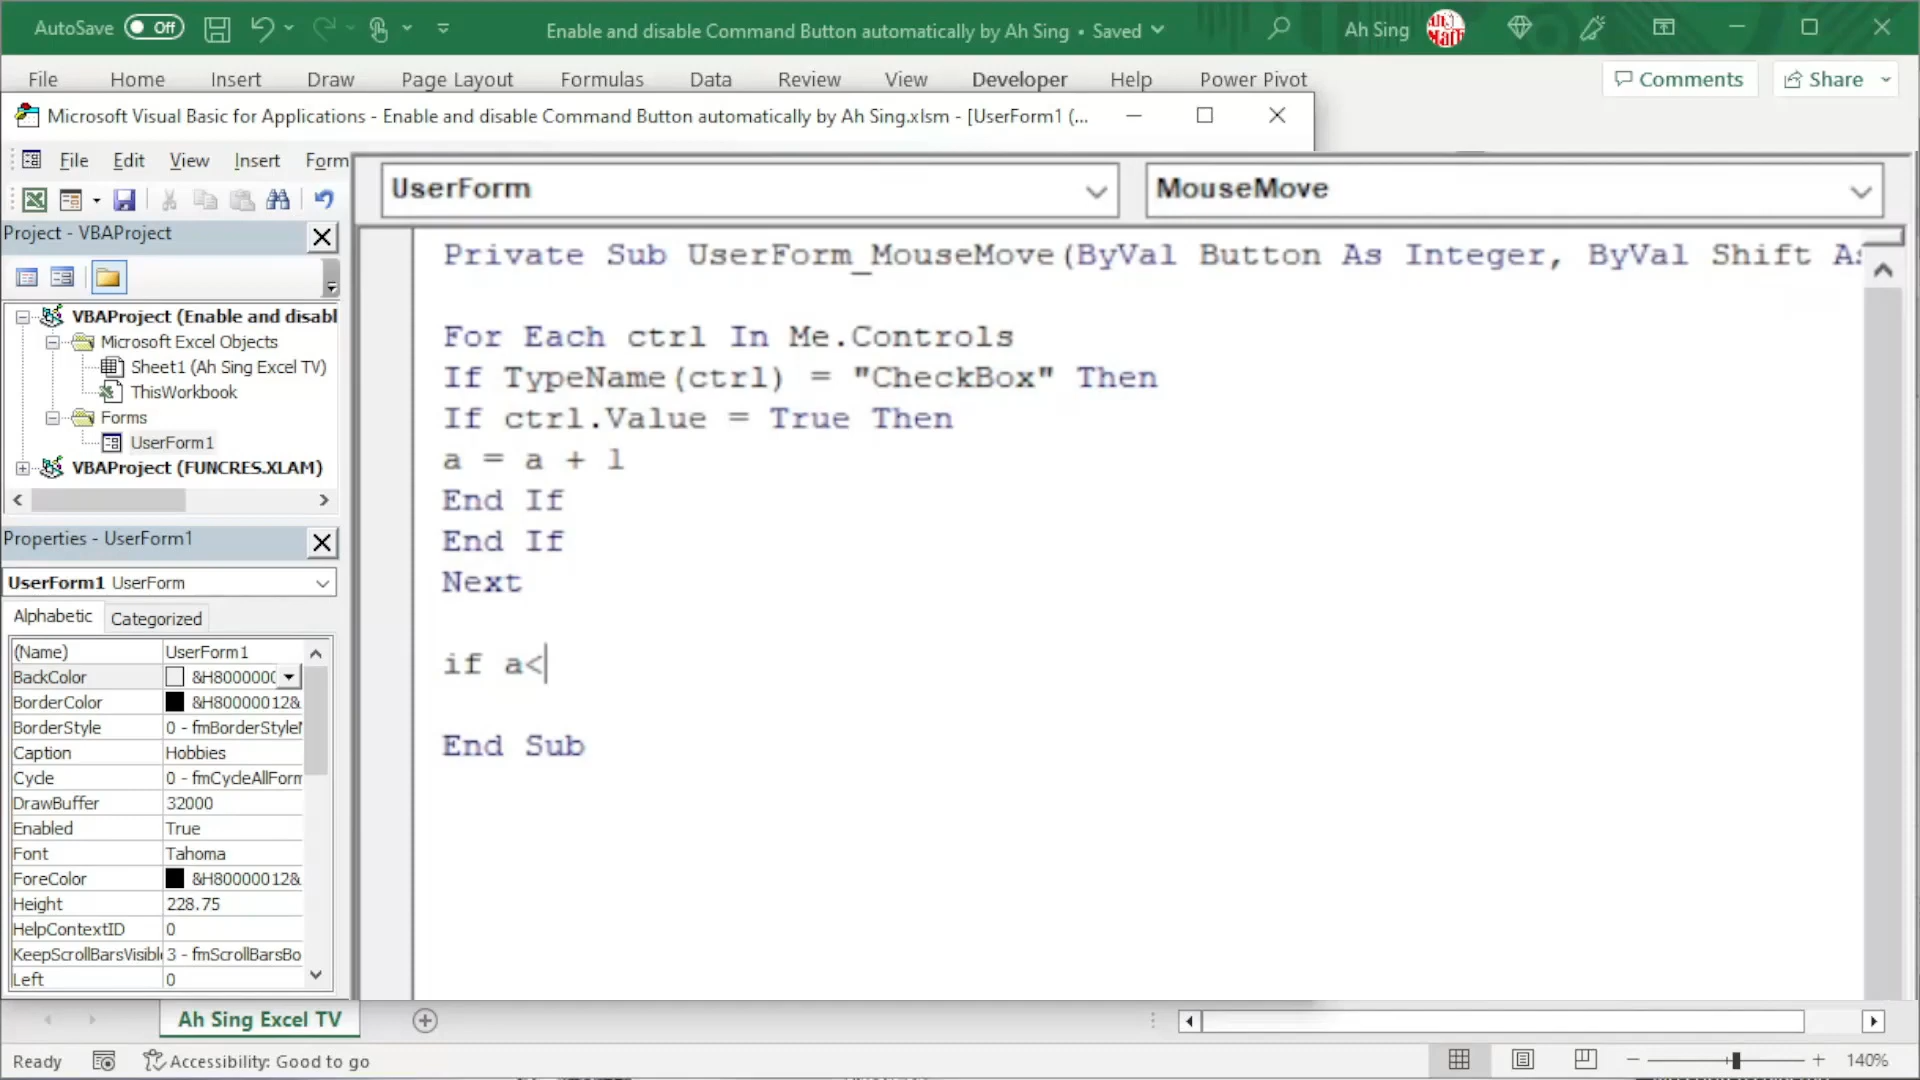 AutoSave Off
Enable and disable Command Button automatically by Ah Sing • Saved
Ah Sing
File Home Insert Draw Page Layout Formulas Data Review View Developer Help Power Pivot Comments Share
Microsoft Visual Basic for Applications - Enable and disable Command Button automatically by Ah Sing.xlsm - [UserForm1 (...
File Edit View Insert Form
UserForm MouseMove
Project - VBAProject
VBAProject (Enable and disabl
Microsoft Excel Objects
Sheet1 (Ah Sing Excel TV)
ThisWorkbook
Forms
UserForm1
VBAProject (FUNCRES.XLAM)
Properties - UserForm1
UserForm1 UserForm
Alphabetic Categorized
(Name) UserForm1
BackColor &H8000000
BorderColor &H80000012&
BorderStyle 0 - fmBorderStyle
Caption Hobbies
Cycle 0 - fmCycleAllForm
DrawBuffer 32000
Enabled True
Font Tahoma
ForeColor &H80000012&
Height 228.75
HelpContextID 0
KeepScrollBarsVisibl 3 - fmScrollBarsBo
Left 0
Private Sub UserForm_MouseMove(ByVal Button As Integer, ByVal Shift As
For Each ctrl In Me.Controls
If TypeName(ctrl) = "CheckBox" Then
If ctrl.Value = True Then
a = a + 1
End If
End If
Next
if a<
End Sub
Ah Sing Excel TV
Ready Accessibility: Good to go 140%